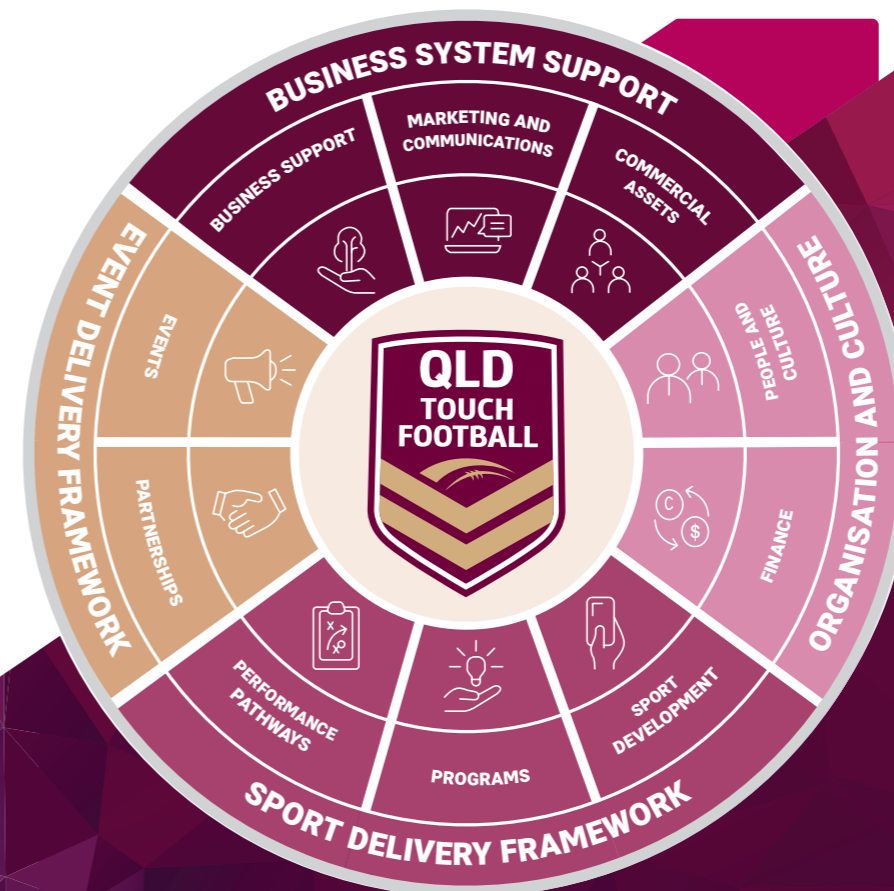 BUSINESS SYSTEM SUPPORT
BUSINESS SUPPORT
MARKETING AND
COMMUNICATIONS
COMMERCIAL
ASSETS
ORGANISATION AND CULTURE
PEOPLE AND
CULTURE
C
$
FINANCE
SPORT DELIVERY FRAMEWORK
SPORT
DEVELOPMENT
PROGRAMS
PERFORMANCE
PATHWAYS
EVENT DELIVERY FRAMEWORK
PARTNERSHIPS
EVENTS
QLD
TOUCH
FOOTBALL